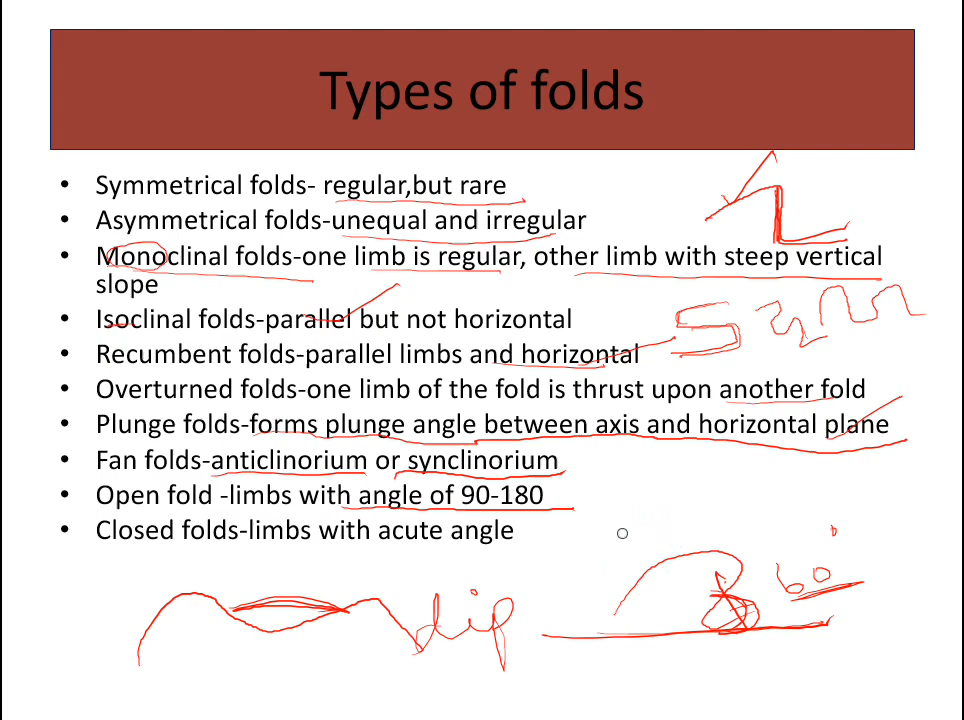 Types of folds
• Symmetrical folds- regular,but rare
• Asymmetrical folds-unequal and irregular
• Monoclinal folds-one limb is regular, other limb with steep vertical
slope
• Isoclinal folds-parallel but not horizontal
• Recumbent folds-parallel limbs and horizontal
• Overturned folds-one limb of the fold is thrust upon another fold
• Plunge folds-forms plunge angle between axis and horizontal plane
• Fan folds-anticlinorium or synclinorium
• Open fold -limbs with angle of 90-180
• Closed folds-limbs with acute angle
60
dip